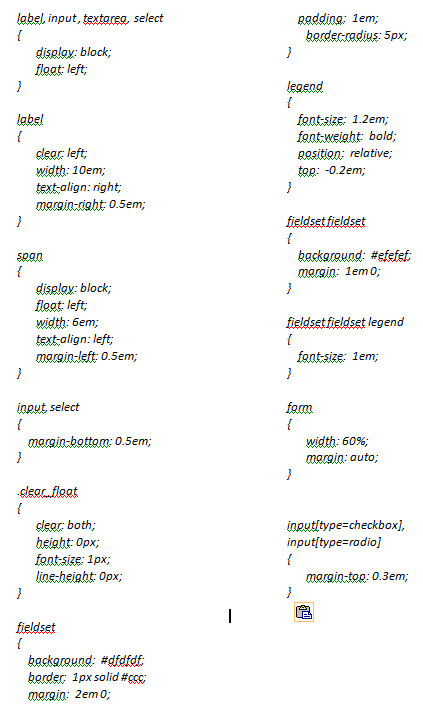 label, input, textarea, select
{
display: block;
float: left;
}
label
{
clear: left;
width: 10em;
text-align: right;
margin-right: 0.5em;
}
span
{
display: block;
float: left;
width: 6em;
text-align: left;
margin-left: 0.5em;
}
input, select
{
margin-bottom: 0.5em;
}
.clear_float
{
clear: both;
height: 0px;
font-size: 1px;
line-height: 0px;
}
fieldset
{
background: #dfdfdf;
border: 1px solid #ccc;
margin: 2em 0;
padding: 1em;
border-radius: 5px;
}
legend
{
font-size: 1.2em;
font-weight: bold;
position: relative;
top: -0.2em;
}
fieldset fieldset
{
background: #efefef;
margin: 1em 0;
}
fieldset fieldset legend
{
font-size: 1em;
}
form
{
width: 60%;
margin: auto;
}
input[type=checkbox],
input[type=radio]
{
margin-top: 0.3em;
}